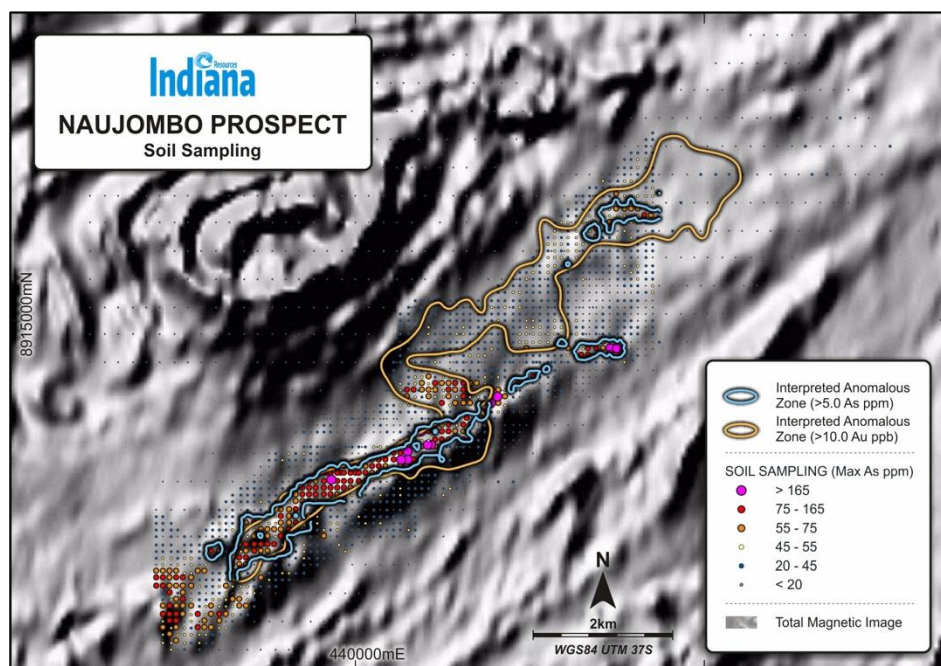 Indiana
Resources
NAUJOMBO PROSPECT
Soil Sampling
8915000mN
440000mE
N
2km
WGS84 UTM 37S
Interpreted Anomalous
Zone (>5.0 As ppm)
Interpreted Anomalous
Zone (>10.0 Au ppb)
SOIL SAMPLING (Max As ppm)
> 165
75 - 165
55 - 75
45 - 55
20 - 45
< 20
Total Magnetic Image